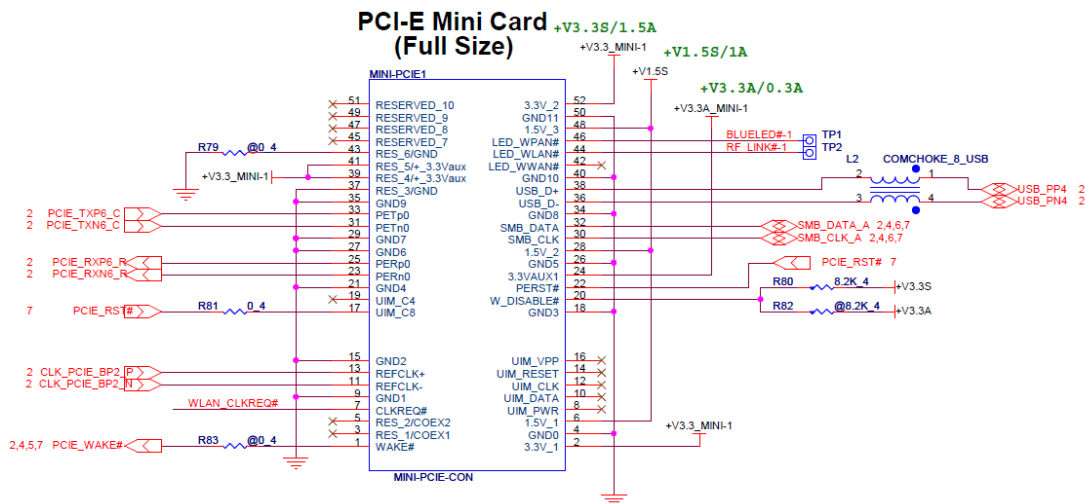 PCI-E Mini Card
(Full Size)
+V3.3S/1.5A
+V3.3_MINI-1
+V1.5S/1A
+V1.5S
+V3.3A/0.3A
+V3.3A_MINI-1
MINI-PCIE1
51 RESERVED_10 3.3V_2 52
49 RESERVED_9 GND11 50
47 RESERVED_8 1.5V_3 48
45 RESERVED_7 LED_WPAN# 46 BLUELED#-1 TP1
R79 @0_4 43 RES_6/GND LED_WLAN# 44 RF_LINK#-1 TP2
41 RES_5/+_3.3Vaux LED_WWAN# 42
+V3.3_MINI-1 39 RES_4/+_3.3Vaux GND10 40
L2 COMCHOKE_8_USB
37 RES_3/GND USB_D+ 38 2 1 USB_PP4 2
35 GND9 USB_D- 36 3 4 USB_PN4 2
2 PCIE_TXP6_C 33 PETp0 GND8 34
2 PCIE_TXN6_C 31 PETn0 SMB_DATA 32 SMB_DATA_A 2,4,6,7
29 GND7 SMB_CLK 30 SMB_CLK_A 2,4,6,7
27 GND6 1.5V_2 28
2 PCIE_RXP6_R 25 PERp0 GND5 26 PCIE_RST# 7
2 PCIE_RXN6_R 23 PERn0 3.3VAUX1 24
21 GND4 PERST# 22 R80 8.2K_4 +V3.3S
19 UIM_C4 W_DISABLE# 20
7 PCIE_RST# R81 0_4 17 UIM_C8 GND3 18 R82 @8.2K_4 +V3.3A
15 GND2 UIM_VPP 16
2 CLK_PCIE_BP2_P 13 REFCLK+ UIM_RESET 14
2 CLK_PCIE_BP2_N 11 REFCLK- UIM_CLK 12
9 GND1 UIM_DATA 10
WLAN_CLKREQ# 7 CLKREQ# UIM_PWR 8
5 RES_2/COEX2 1.5V_1 6
3 RES_1/COEX1 GND0 4 +V3.3_MINI-1
2,4,5,7 PCIE_WAKE# R83 @0_4 1 WAKE# 3.3V_1 2
MINI-PCIE-CON